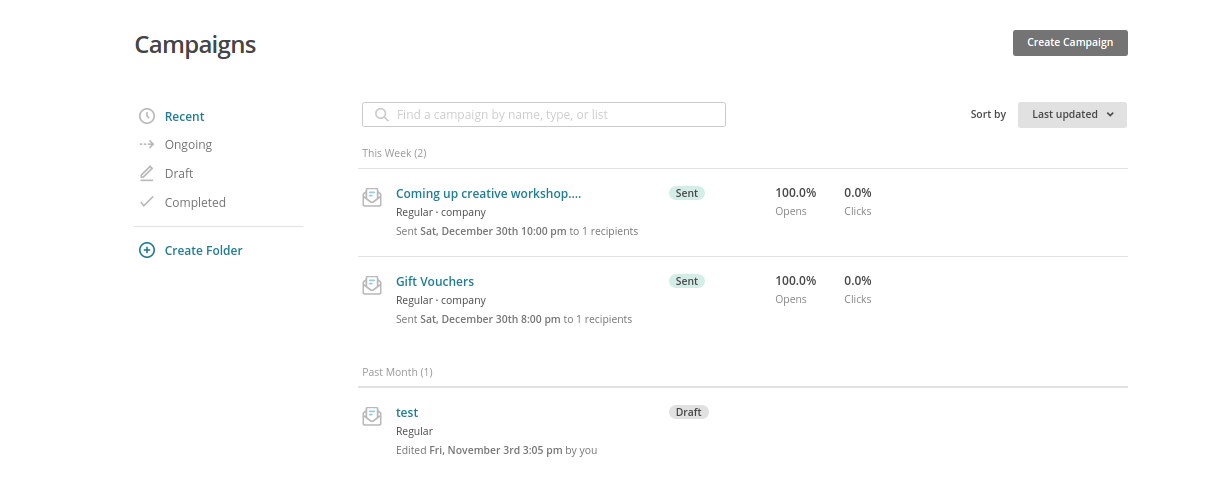 Campaigns
Create Campaign
Recent
Ongoing
Draft
Completed
Create Folder
Find a campaign by name, type, or list
Sort by
Last updated
This Week (2)
Coming up creative workshop....
Sent
100.0%
0.0%
Regular · company
Opens
Clicks
Sent Sat, December 30th 10:00 pm to 1 recipients
Gift Vouchers
Sent
100.0%
0.0%
Regular · company
Opens
Clicks
Sent Sat, December 30th 8:00 pm to 1 recipients
Past Month (1)
test
Draft
Regular
Edited Fri, November 3rd 3:05 pm by you